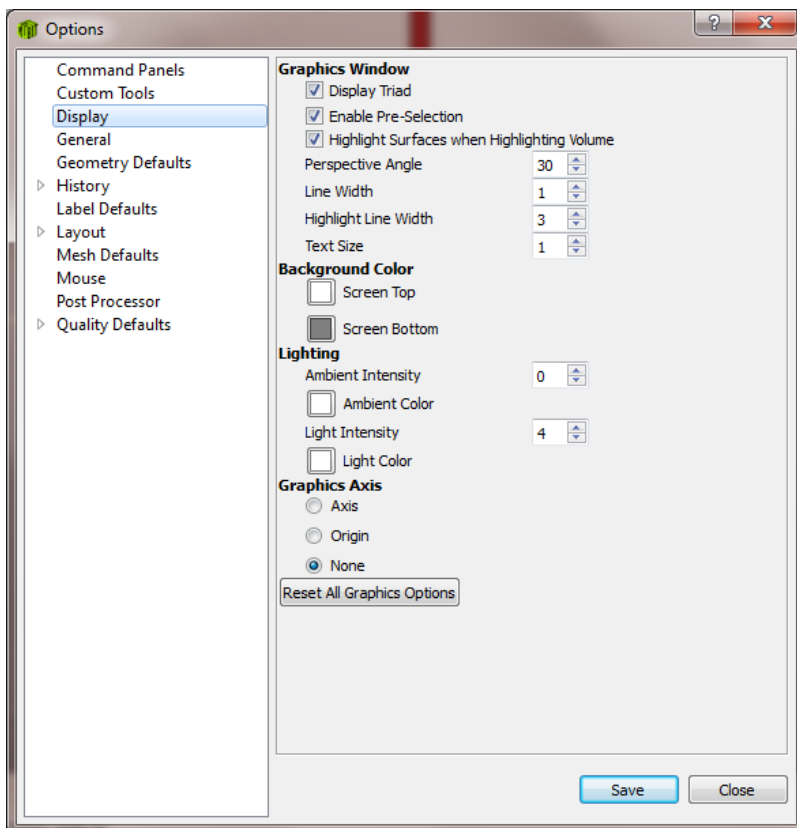 Options
Command Panels
Custom Tools
Display
General
Geometry Defaults
History
Label Defaults
Layout
Mesh Defaults
Mouse
Post Processor
Quality Defaults
Graphics Window
Display Triad
Enable Pre-Selection
Highlight Surfaces when Highlighting Volume
Perspective Angle 30
Line Width 1
Highlight Line Width 3
Text Size 1
Background Color
Screen Top
Screen Bottom
Lighting
Ambient Intensity 0
Ambient Color
Light Intensity 4
Light Color
Graphics Axis
Axis
Origin
None
Reset All Graphics Options
Save Close